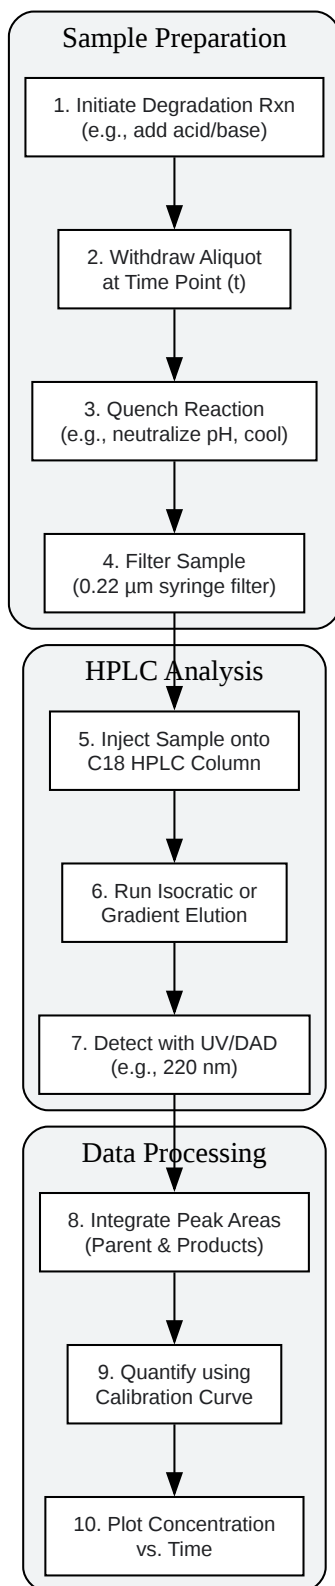 Sample Preparation
1. Initiate Degradation Rxn
(e.g., add acid/base)
2. Withdraw Aliquot
at Time Point (t)
3. Quench Reaction
(e.g., neutralize pH, cool)
4. Filter Sample
(0.22 µm syringe filter)
HPLC Analysis
5. Inject Sample onto
C18 HPLC Column
6. Run Isocratic or
Gradient Elution
7. Detect with UV/DAD
(e.g., 220 nm)
Data Processing
8. Integrate Peak Areas
(Parent & Products)
9. Quantify using
Calibration Curve
10. Plot Concentration
vs. Time